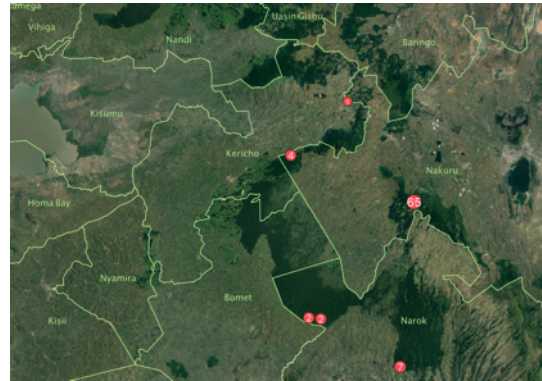 amega
Vihiga
Uasin Gishu
Nandi
Baringo
Kisumu
Kericho
4
Nakuru
65
Homa Bay
Nyamira
Bomet
Kisii
2 2
Narok
7